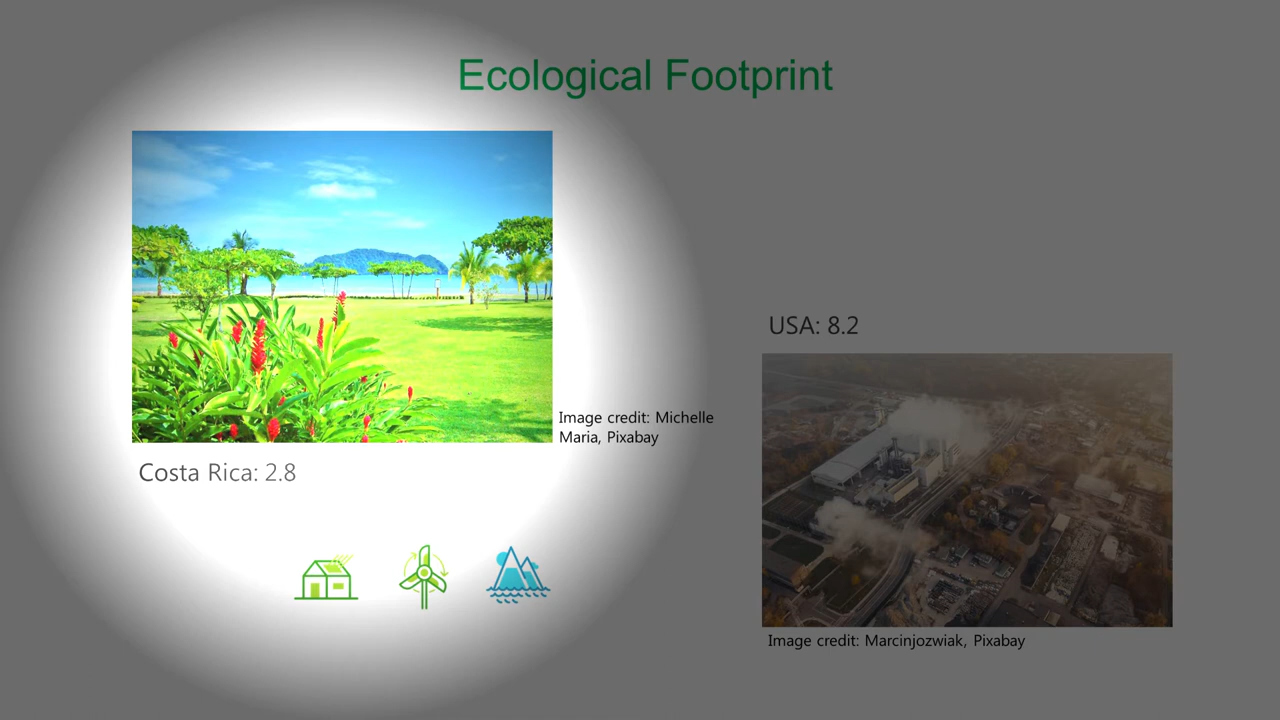 Ecological Footprint
Image credit: Michelle
Maria, Pixabay
Costa Rica: 2.8
USA: 8.2
Image credit: Marcinjozwiak, Pixabay